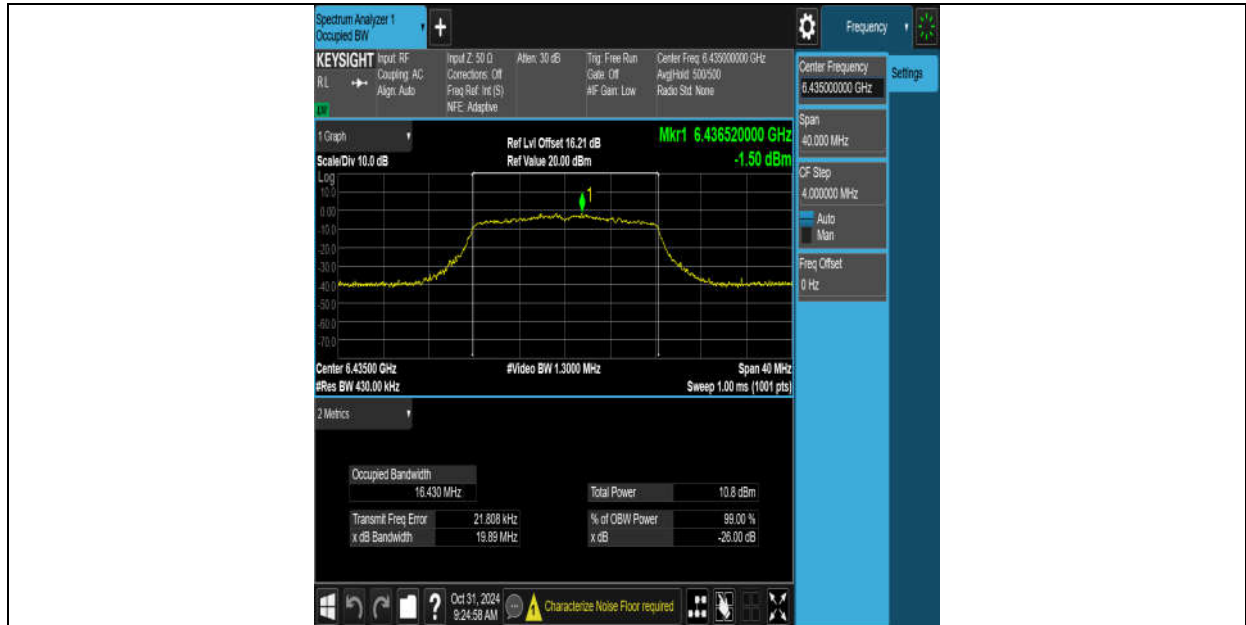 Spectrum Analyzer 1
Occupied BW
+
Frequency
KEYSIGHT
R L
Input: RF
Coupling: AC
Align: Auto
Input Z: 50 Ω
Corrections: Off
Freq Ref: Int (S)
NFE: Adaptive
Atten: 30 dB
Trig: Free Run
Gate: Off
#IF Gain: Low
Center Freq: 6.435000000 GHz
Avg|Hold: 500/500
Radio Std: None
Center Frequency
6.435000000 GHz
Settings
Span
40.000 MHz
CF Step
4.000000 MHz
Auto
Man
Freq Offset
0 Hz
1 Graph
Ref Lvl Offset 16.21 dB
Mkr1 6.436520000 GHz
Scale/Div 10.0 dB
Ref Value 20.00 dBm
-1.50 dBm
Log
10.0
0.00
-10.0
-20.0
-30.0
-40.0
-50.0
-60.0
-70.0
1
Center 6.43500 GHz
#Video BW 1.3000 MHz
Span 40 MHz
#Res BW 430.00 kHz
Sweep 1.00 ms (1001 pts)
2 Metrics
Occupied Bandwidth
16.430 MHz
Total Power 10.8 dBm
Transmit Freq Error 21.808 kHz
% of OBW Power 99.00 %
x dB Bandwidth 19.89 MHz
x dB -26.00 dB
?
Oct 31, 2024
9:24:58 AM
Characterize Noise Floor required